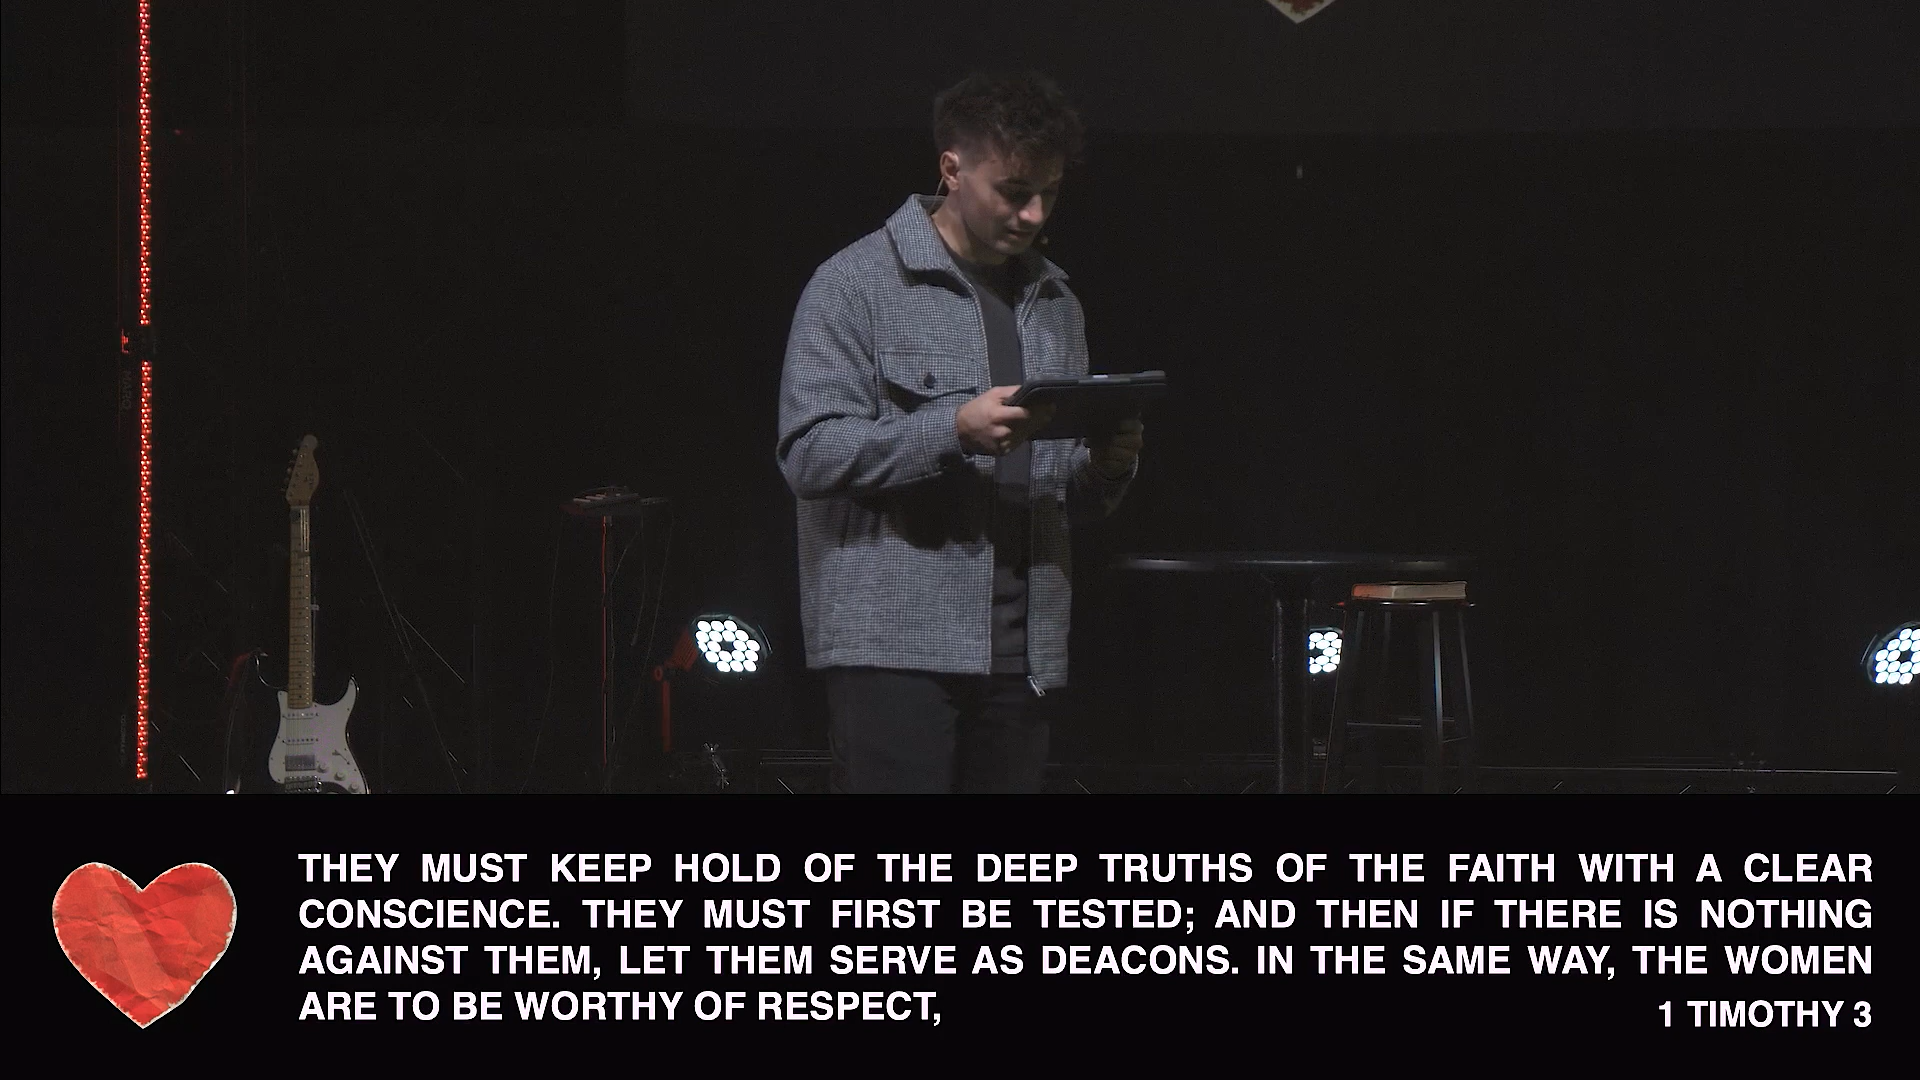 THEY MUST KEEP HOLD OF THE DEEP TRUTHS OF THE FAITH WITH A CLEAR
CONSCIENCE. THEY MUST FIRST BE TESTED; AND THEN IF THERE IS NOTHING
AGAINST THEM, LET THEM SERVE AS DEACONS. IN THE SAME WAY, THE WOMEN
ARE TO BE WORTHY OF RESPECT,
1 TIMOTHY 3